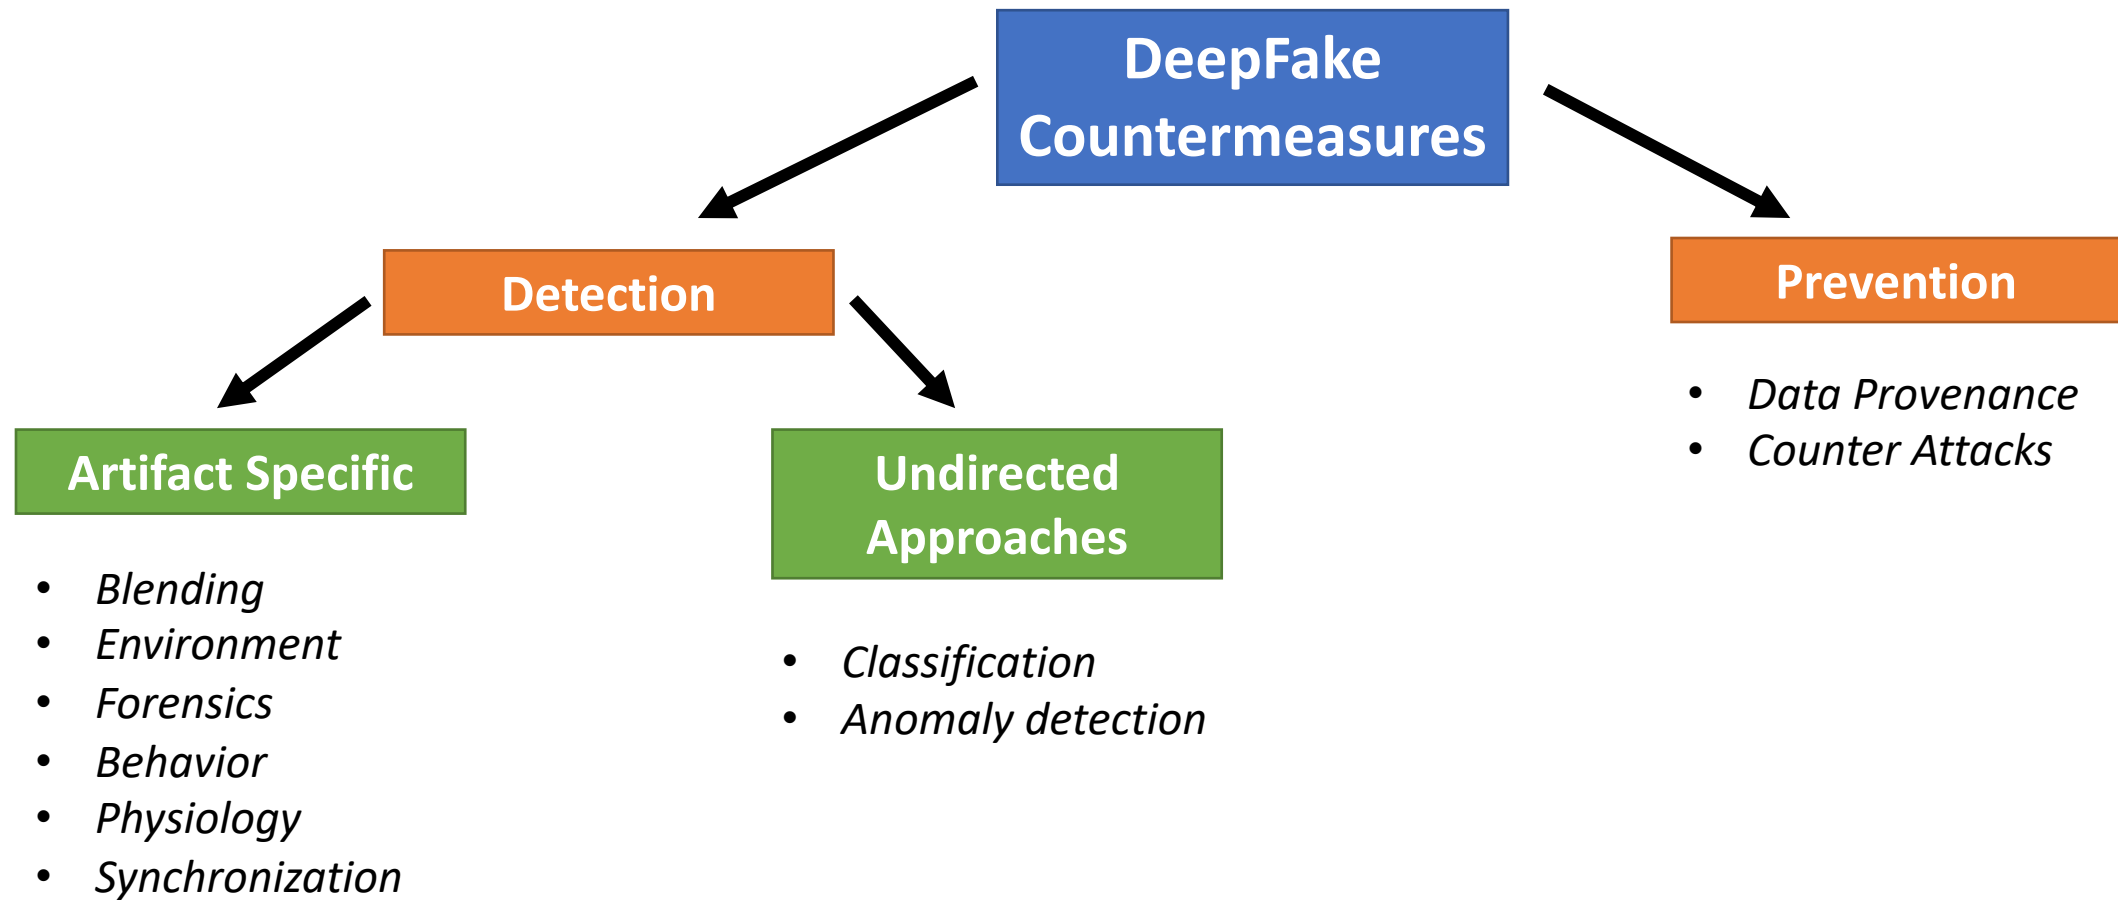 DeepFake
Countermeasures
Detection
Prevention
• Data Provenance
• Counter Attacks
Artifact Specific
• Blending
• Environment
• Forensics
• Behavior
• Physiology
• Synchronization
Undirected
Approaches
• Classification
• Anomaly detection